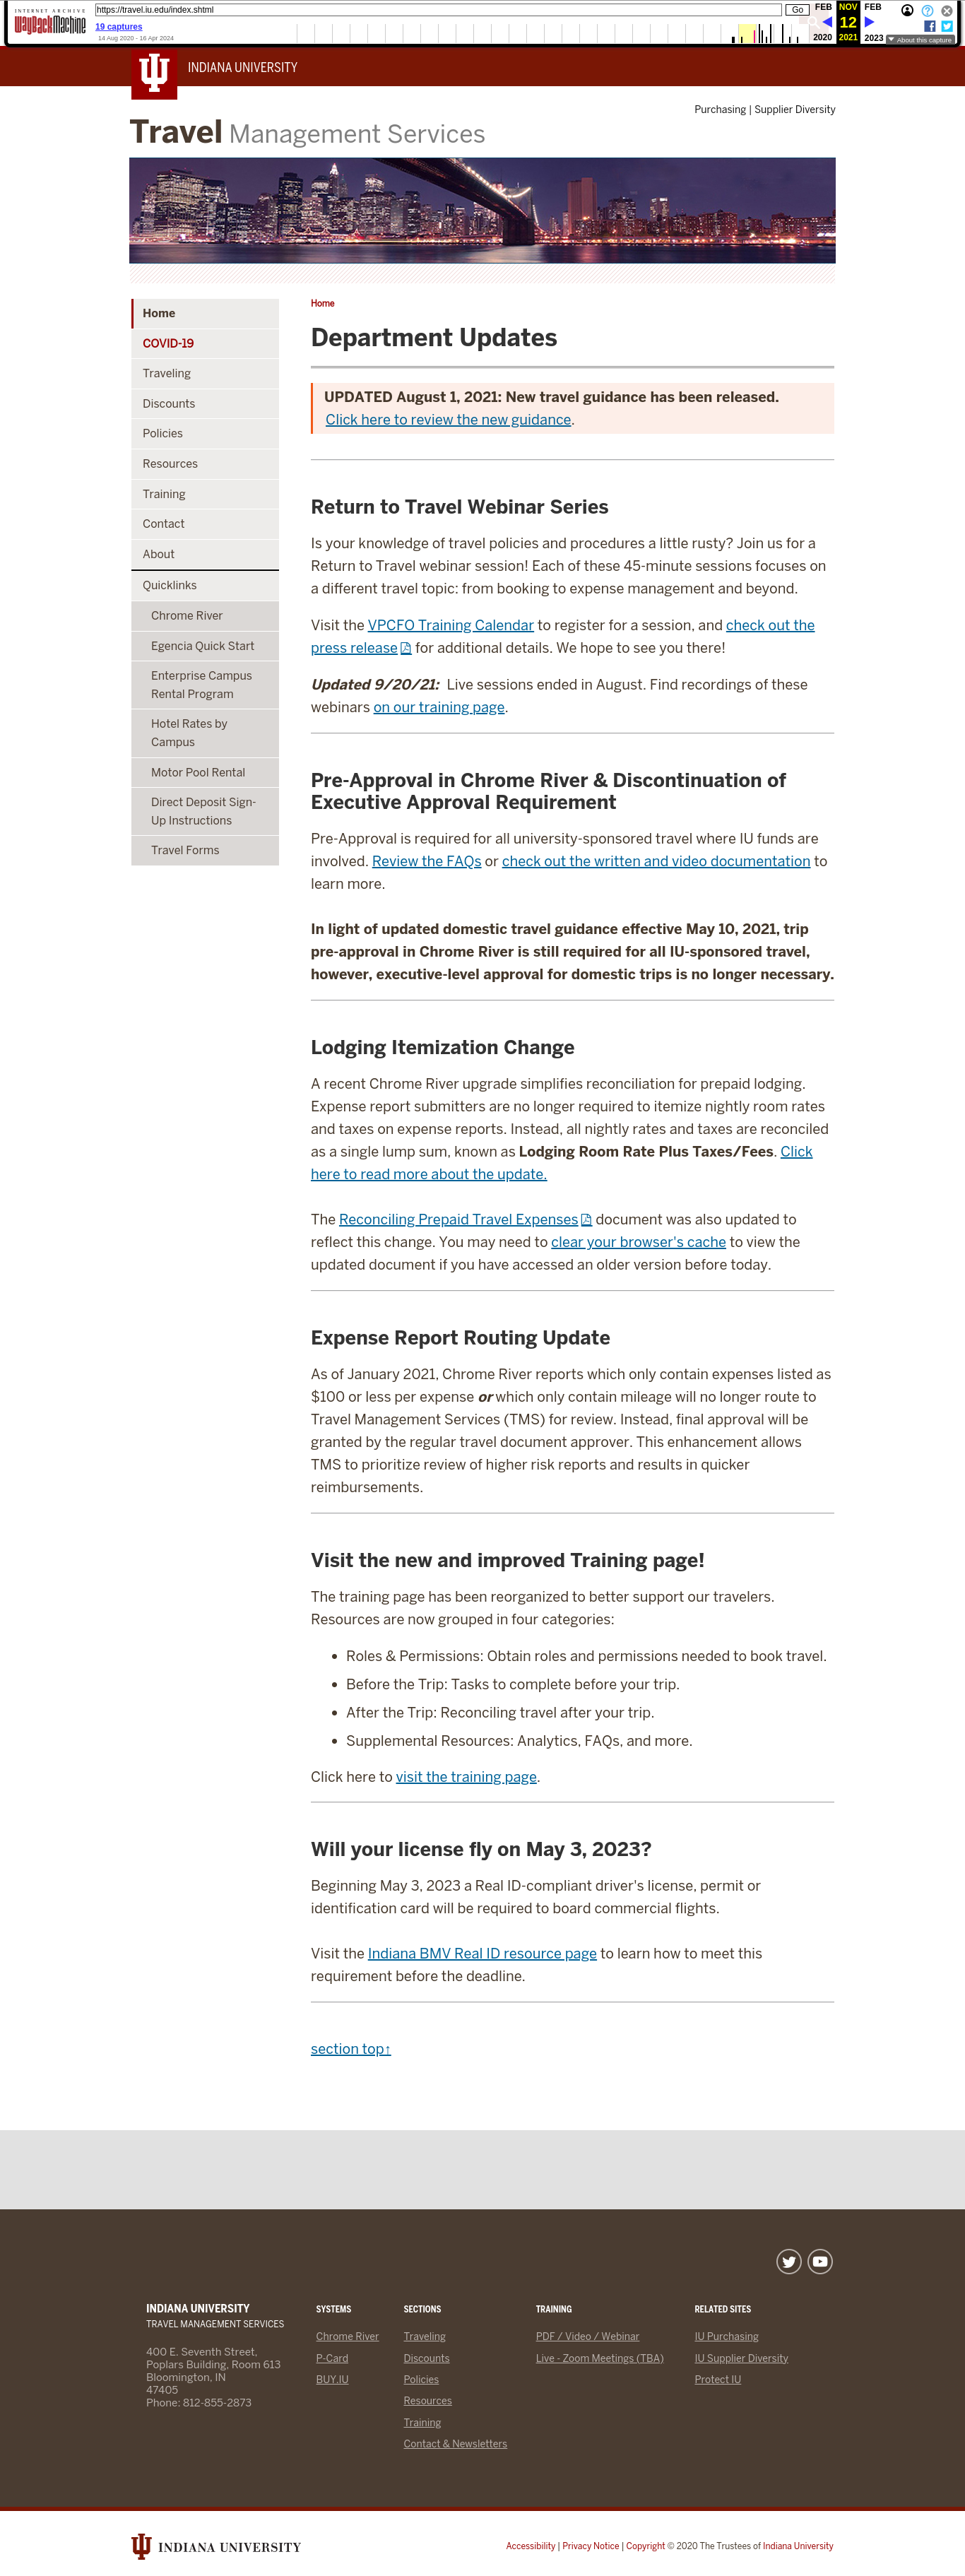 INTERNET ARCHIVE
WayBackMachine
https://travel.iu.edu/index.shtml
Go
19 captures
14 Aug 2020 - 16 Apr 2024
FEB NOV FEB
12
2020 2021 2023
About this capture
INDIANA UNIVERSITY
Purchasing | Supplier Diversity
Travel Management Services
Home
COVID-19
Traveling
Discounts
Policies
Resources
Training
Contact
About
Quicklinks
Chrome River
Egencia Quick Start
Enterprise Campus
Rental Program
Hotel Rates by
Campus
Motor Pool Rental
Direct Deposit Sign-
Up Instructions
Travel Forms
Home
Department Updates
UPDATED August 1, 2021: New travel guidance has been released.
Click here to review the new guidance.
Return to Travel Webinar Series
Is your knowledge of travel policies and procedures a little rusty? Join us for a
Return to Travel webinar session! Each of these 45-minute sessions focuses on
a different travel topic: from booking to expense management and beyond.
Visit the VPCFO Training Calendar to register for a session, and check out the
press release for additional details. We hope to see you there!
Updated 9/20/21: Live sessions ended in August. Find recordings of these
webinars on our training page.
Pre-Approval in Chrome River & Discontinuation of
Executive Approval Requirement
Pre-Approval is required for all university-sponsored travel where IU funds are
involved. Review the FAQs or check out the written and video documentation to
learn more.
In light of updated domestic travel guidance effective May 10, 2021, trip
pre-approval in Chrome River is still required for all IU-sponsored travel,
however, executive-level approval for domestic trips is no longer necessary.
Lodging Itemization Change
A recent Chrome River upgrade simplifies reconciliation for prepaid lodging.
Expense report submitters are no longer required to itemize nightly room rates
and taxes on expense reports. Instead, all nightly rates and taxes are reconciled
as a single lump sum, known as Lodging Room Rate Plus Taxes/Fees. Click
here to read more about the update.
The Reconciling Prepaid Travel Expenses document was also updated to
reflect this change. You may need to clear your browser's cache to view the
updated document if you have accessed an older version before today.
Expense Report Routing Update
As of January 2021, Chrome River reports which only contain expenses listed as
$100 or less per expense or which only contain mileage will no longer route to
Travel Management Services (TMS) for review. Instead, final approval will be
granted by the regular travel document approver. This enhancement allows
TMS to prioritize review of higher risk reports and results in quicker
reimbursements.
Visit the new and improved Training page!
The training page has been reorganized to better support our travelers.
Resources are now grouped in four categories:
• Roles & Permissions: Obtain roles and permissions needed to book travel.
• Before the Trip: Tasks to complete before your trip.
• After the Trip: Reconciling travel after your trip.
• Supplemental Resources: Analytics, FAQs, and more.
Click here to visit the training page.
Will your license fly on May 3, 2023?
Beginning May 3, 2023 a Real ID-compliant driver's license, permit or
identification card will be required to board commercial flights.
Visit the Indiana BMV Real ID resource page to learn how to meet this
requirement before the deadline.
section top↑
INDIANA UNIVERSITY
TRAVEL MANAGEMENT SERVICES
400 E. Seventh Street,
Poplars Building, Room 613
Bloomington, IN
47405
Phone: 812-855-2873
SYSTEMS
Chrome River
P-Card
BUY.IU
SECTIONS
Traveling
Discounts
Policies
Resources
Training
Contact & Newsletters
TRAINING
PDF / Video / Webinar
Live - Zoom Meetings (TBA)
RELATED SITES
IU Purchasing
IU Supplier Diversity
Protect IU
INDIANA UNIVERSITY
Accessibility | Privacy Notice | Copyright © 2020 The Trustees of Indiana University